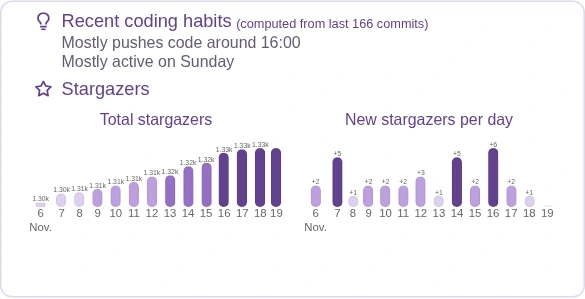 Recent coding habits (computed from last 166 commits)
Mostly pushes code around 16:00
Mostly active on Sunday
Stargazers
Total stargazers
1.30k 1.30k 1.31k 1.31k 1.31k 1.31k 1.31k 1.32k 1.32k 1.32k 1.33k 1.33k 1.33k
6 7 8 9 10 11 12 13 14 15 16 17 18 19
Nov.
New stargazers per day
+2 +5 +1 +2 +2 +2 +3 +1 +5 +2 +6 +2 +1
6 7 8 9 10 11 12 13 14 15 16 17 18 19
Nov.